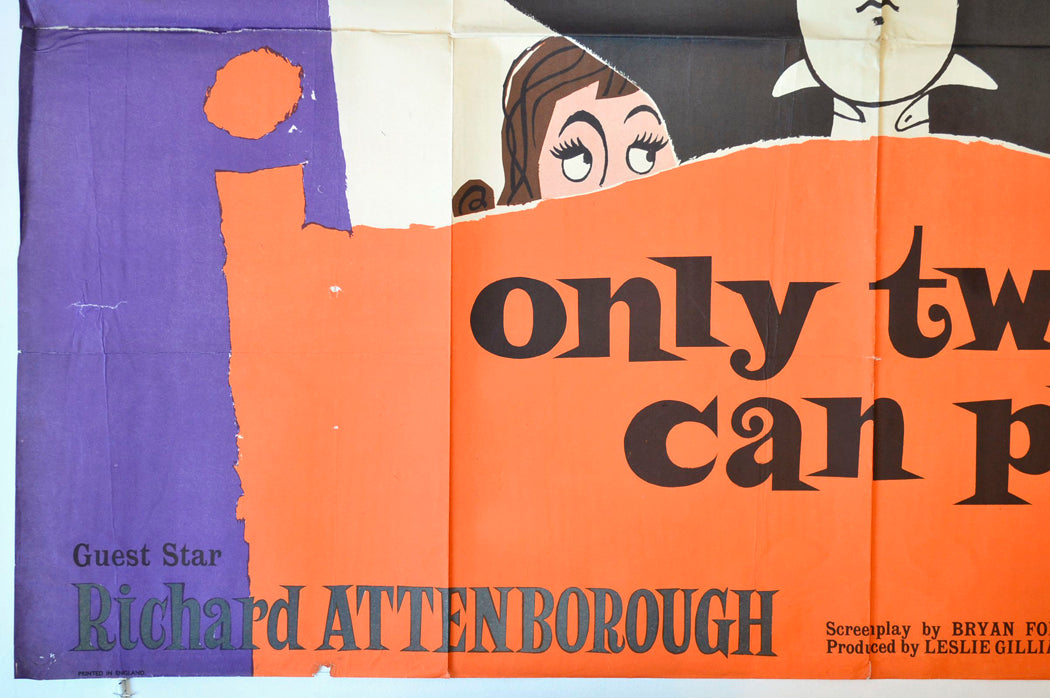 only tw
can p
Guest Star
Richard ATTENBOROUGH
Screenplay by BRYAN FO
Produced by LESLIE GILLIA
PRINTED IN ENGLAND